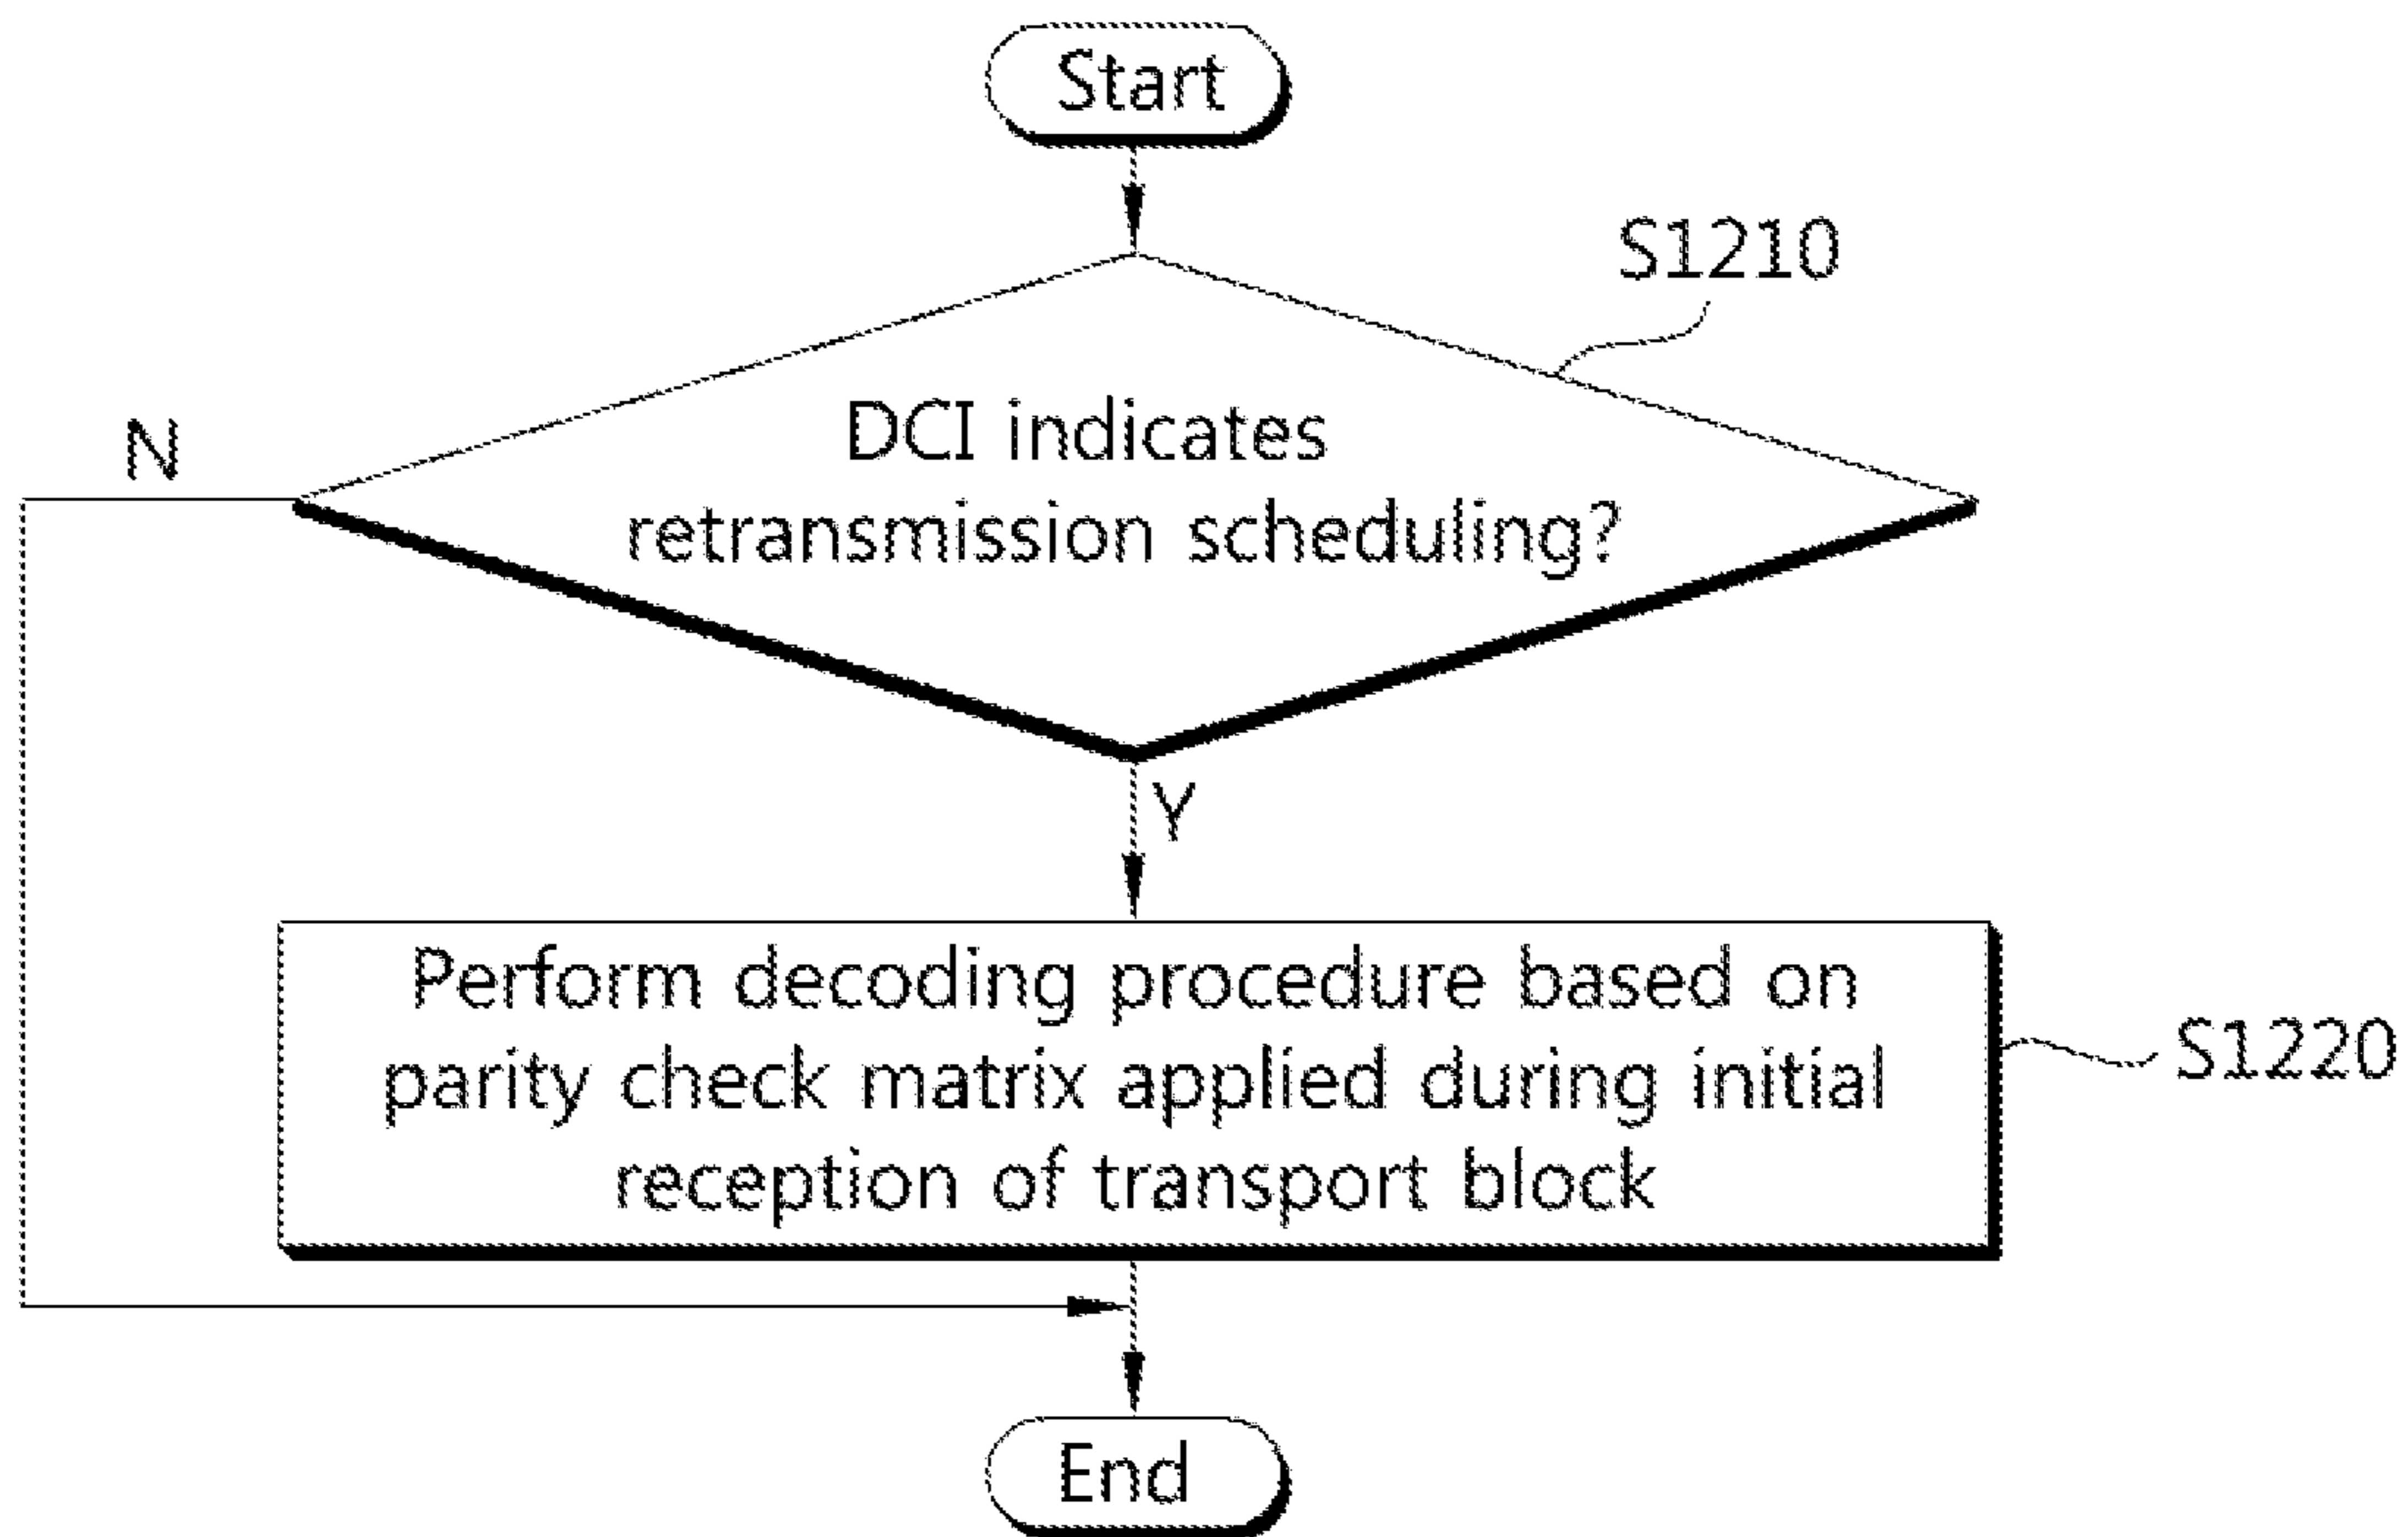 Start
S1210
DCI indicates
retransmission scheduling?
N
Y
Perform decoding procedure based on
parity check matrix applied during initial
reception of transport block
S1220
End